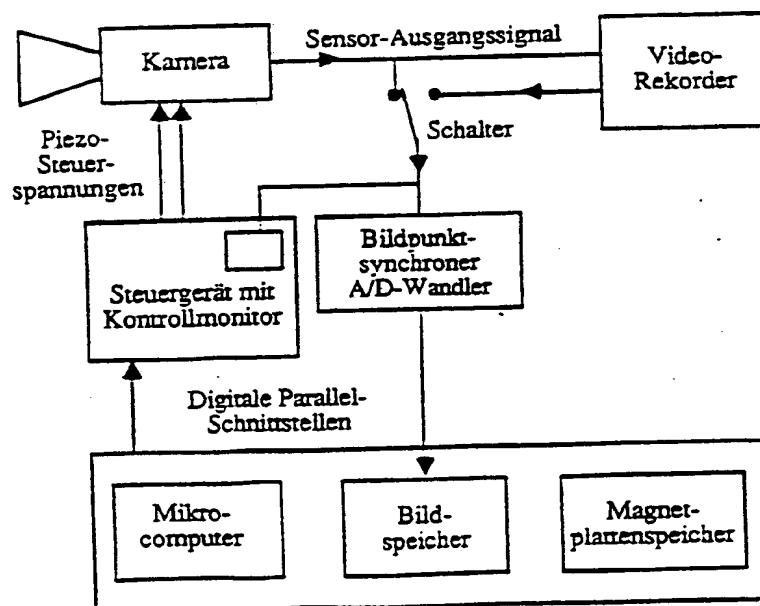 Sensor-Ausgangssignal
Kamera
Video-
Rekorder
Schalter
Piezo-
Steuer-
spannungen
Bildpunkt-
synchroner
A/D-Wandler
Steuergerät mit
Kontrollmonitor
Digitale Parallel-
Schnittstellen
Mikro-
computer
Bild-
speicher
Magnet-
plattenspeicher